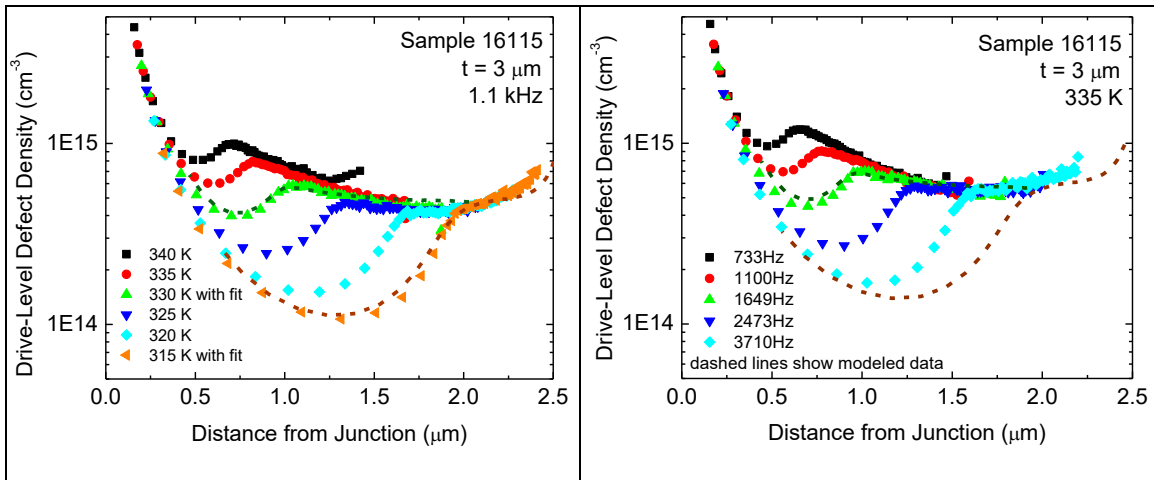 Sample 16115
t = 3 μm
1.1 kHz
Drive-Level Defect Density (cm-3)
1E15
1E14
340 K
335 K
330 K with fit
325 K
320 K
315 K with fit
0.0 0.5 1.0 1.5 2.0 2.5
Distance from Junction (μm)
Sample 16115
t = 3 μm
335 K
Drive-Level Defect Density (cm-3)
1E15
1E14
733Hz
1100Hz
1649Hz
2473Hz
3710Hz
dashed lines show modeled data
0.0 0.5 1.0 1.5 2.0 2.5
Distance from Junction (μm)